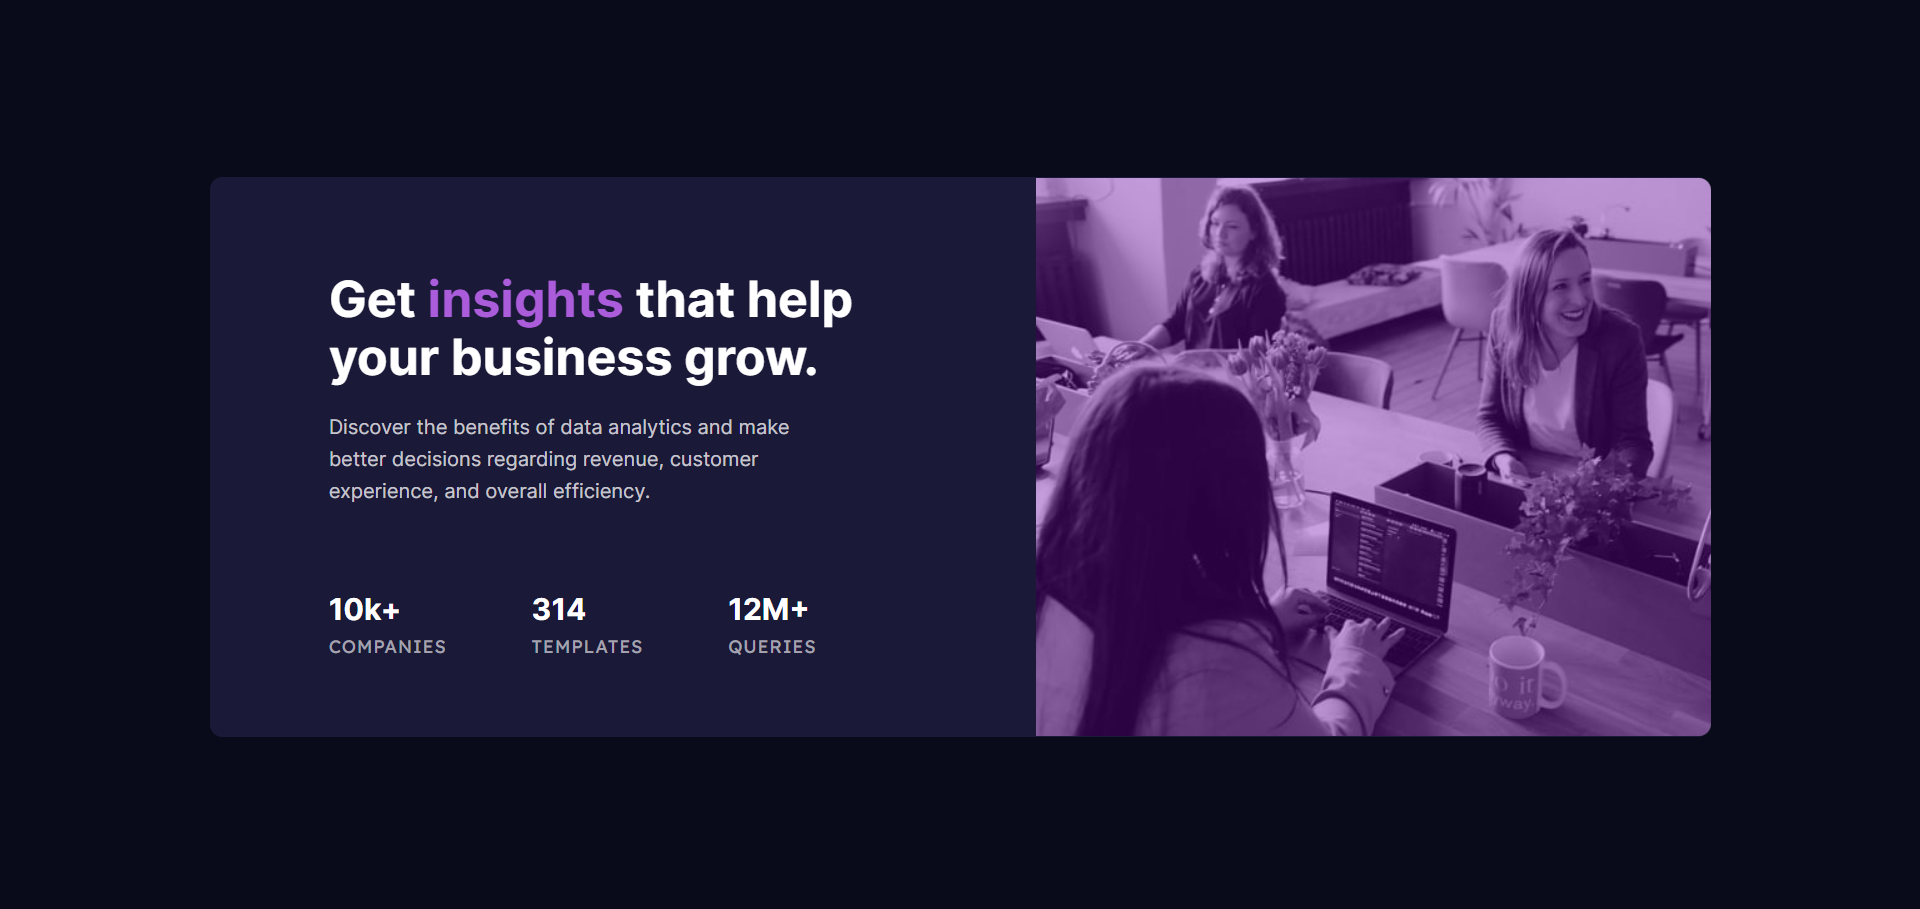 Get insights that help
your business grow.
Discover the benefits of data analytics and make
better decisions regarding revenue, customer
experience, and overall efficiency.
10k+ 314 12M+
COMPANIES TEMPLATES QUERIES